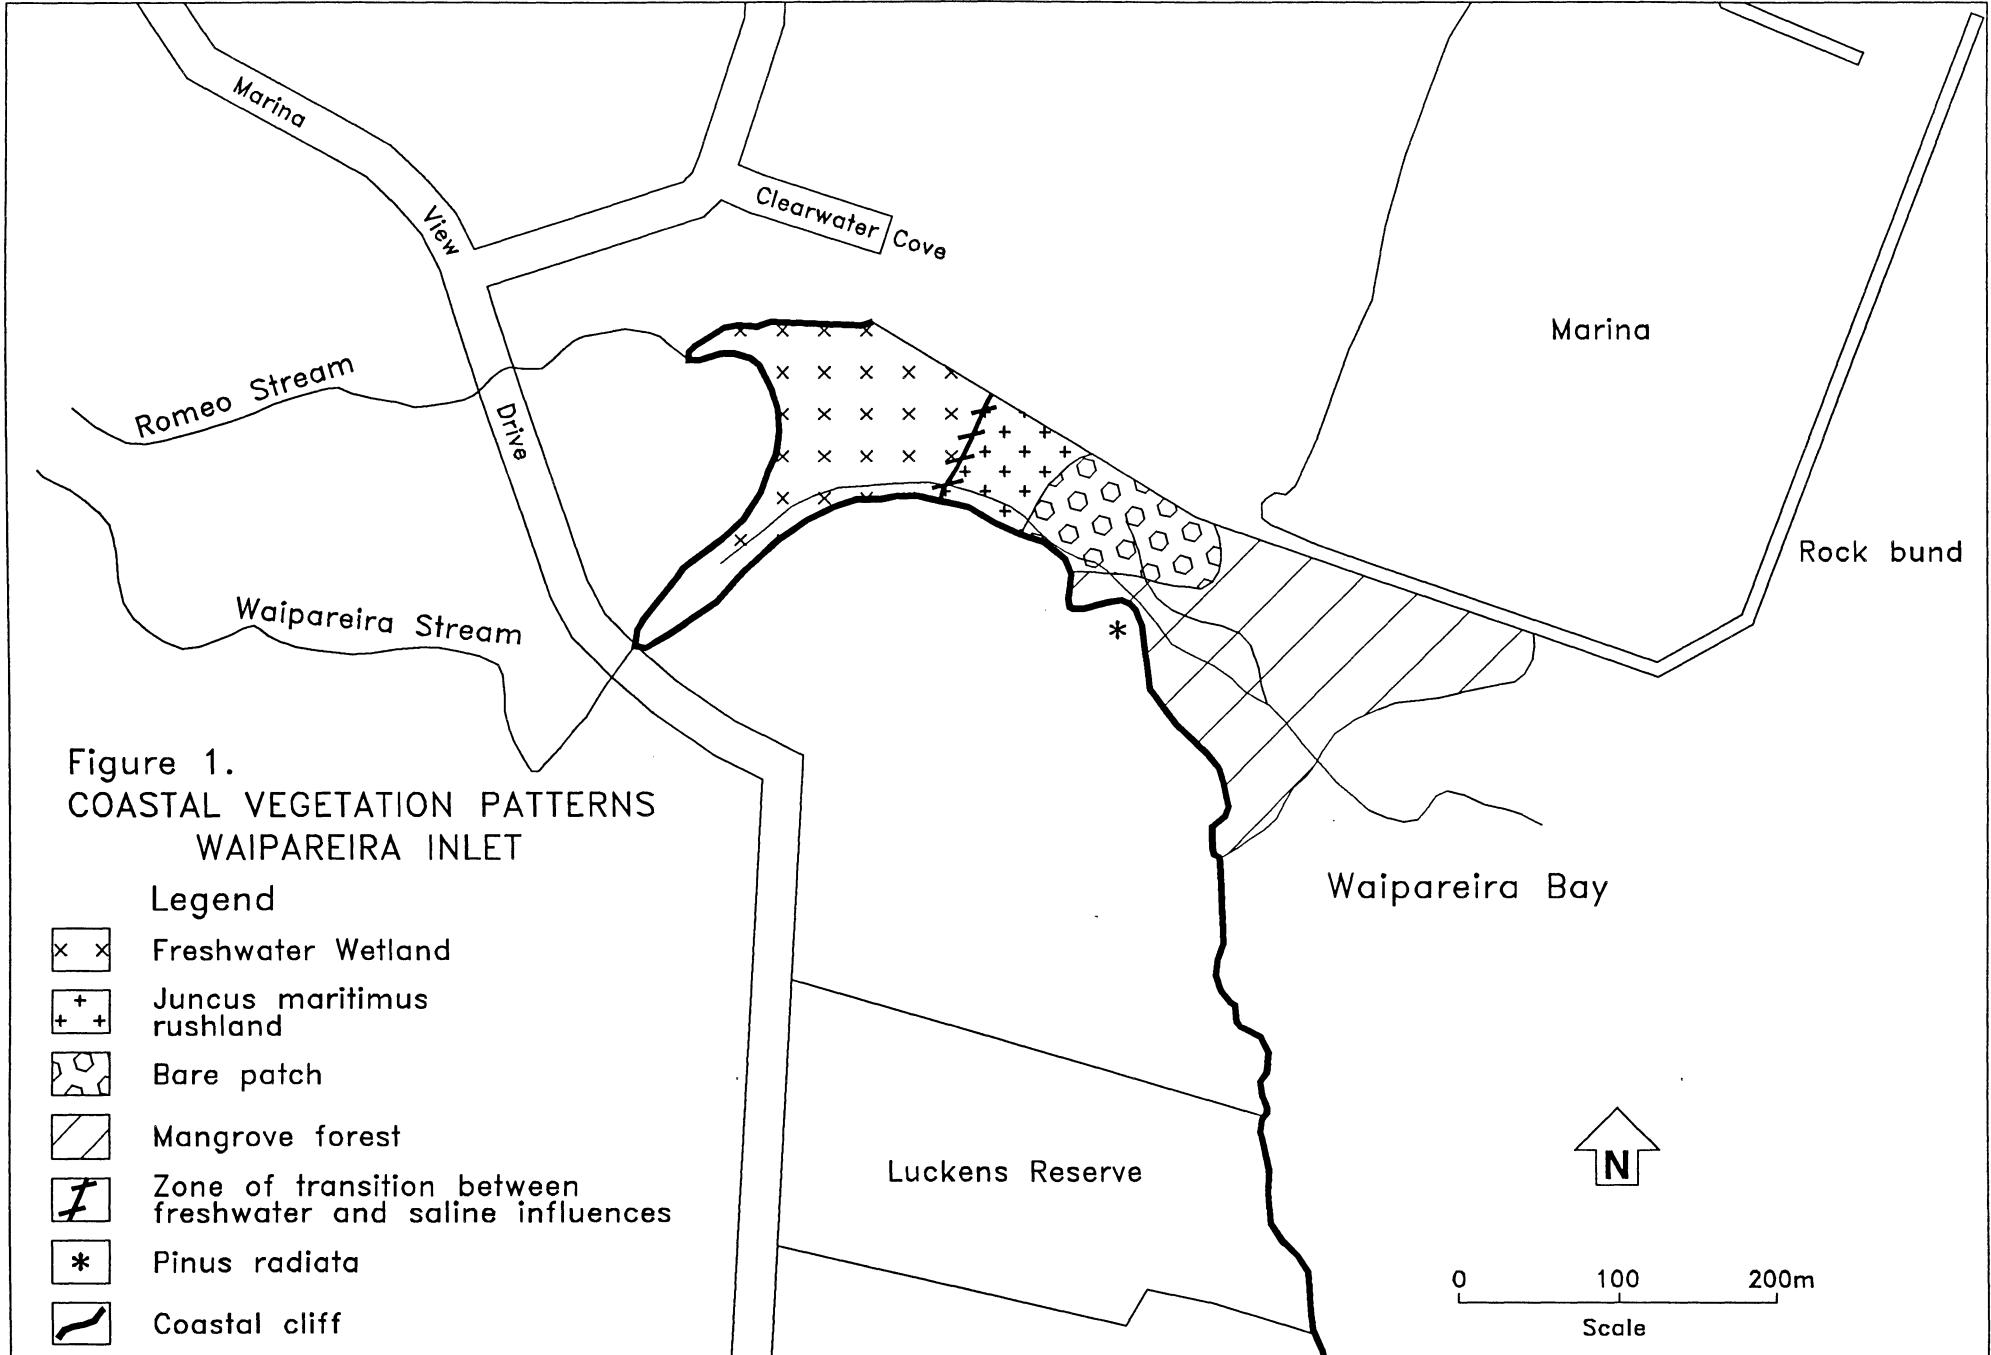 Marina
View
Drive
Clearwater Cove
Romeo Stream
Waipareira Stream
Marina
Rock bund
Waipareira Bay
Luckens Reserve
Figure 1.
COASTAL VEGETATION PATTERNS
WAIPAREIRA INLET
Legend
Freshwater Wetland
Juncus maritimus
rushland
Bare patch
Mangrove forest
Zone of transition between
freshwater and saline influences
Pinus radiata
Coastal cliff
N
0 100 200m
Scale